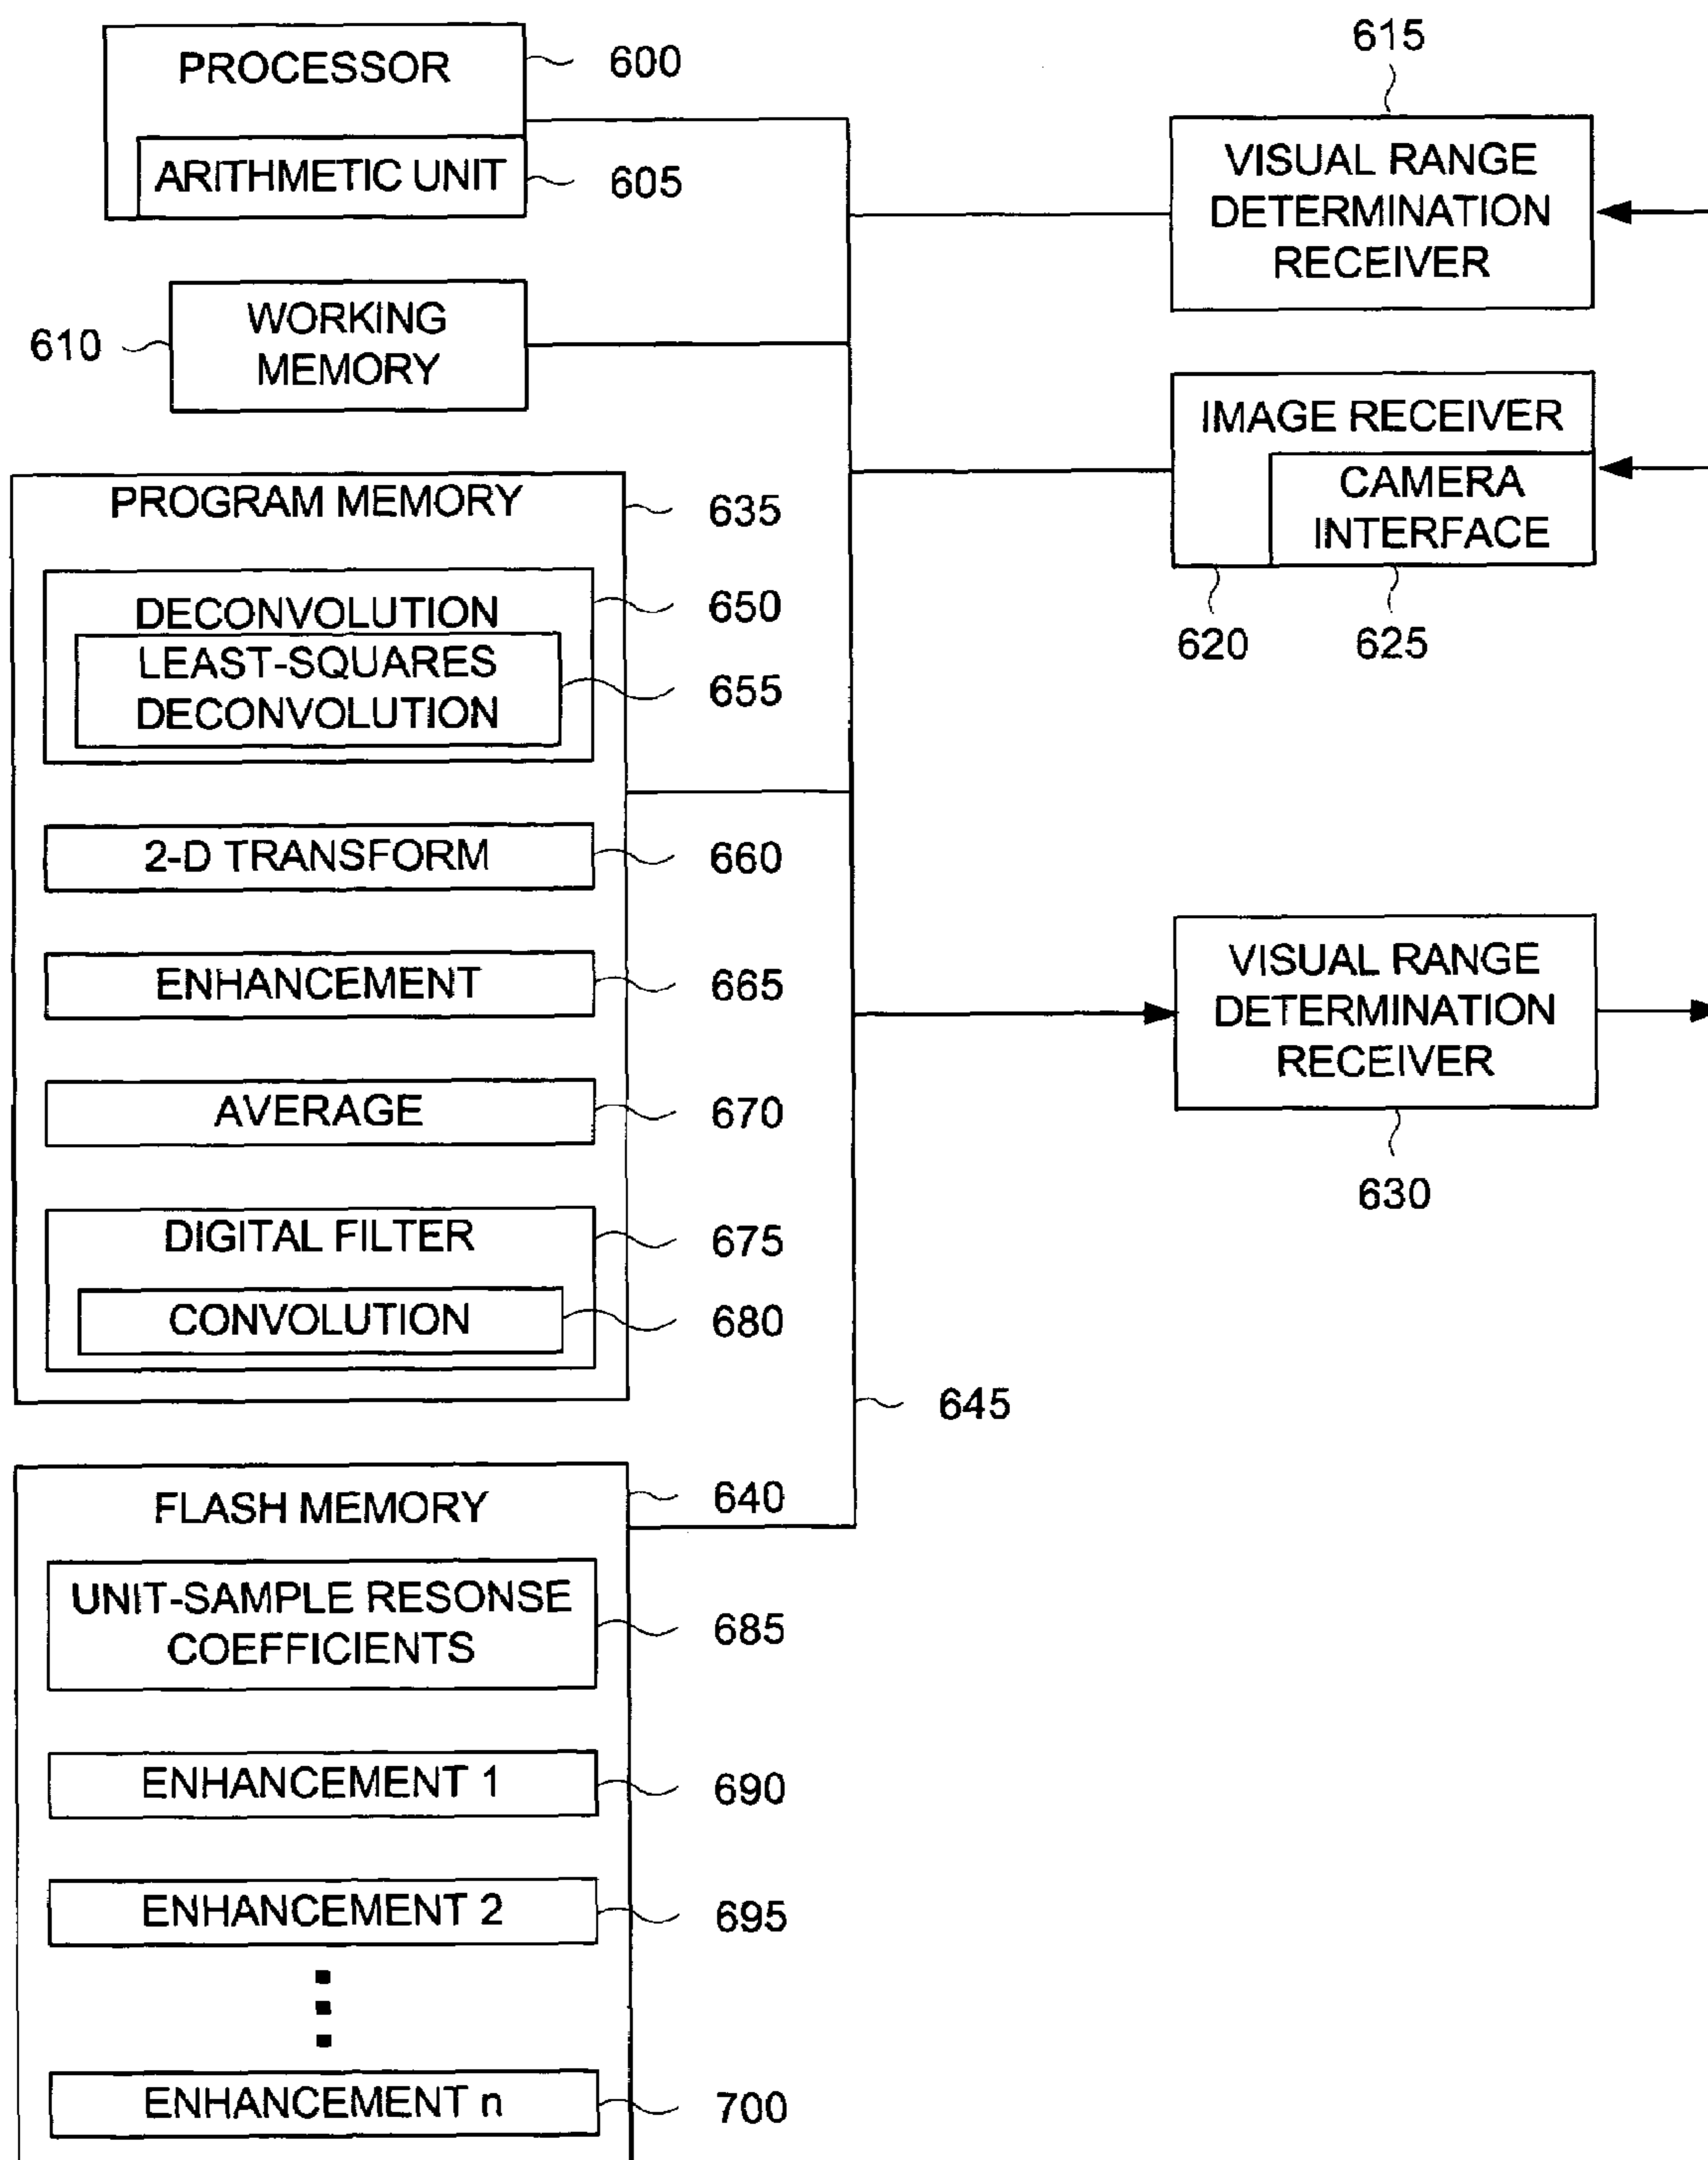 PROCESSOR
600
ARITHMETIC UNIT
605
WORKING
MEMORY
610
PROGRAM MEMORY
635
DECONVOLUTION
650
LEAST-SQUARES
DECONVOLUTION
655
2-D TRANSFORM
660
ENHANCEMENT
665
AVERAGE
670
DIGITAL FILTER
675
CONVOLUTION
680
645
FLASH MEMORY
640
UNIT-SAMPLE RESONSE
COEFFICIENTS
685
ENHANCEMENT 1
690
ENHANCEMENT 2
695
ENHANCEMENT n
700
615
VISUAL RANGE
DETERMINATION
RECEIVER
IMAGE RECEIVER
CAMERA
INTERFACE
620
625
VISUAL RANGE
DETERMINATION
RECEIVER
630